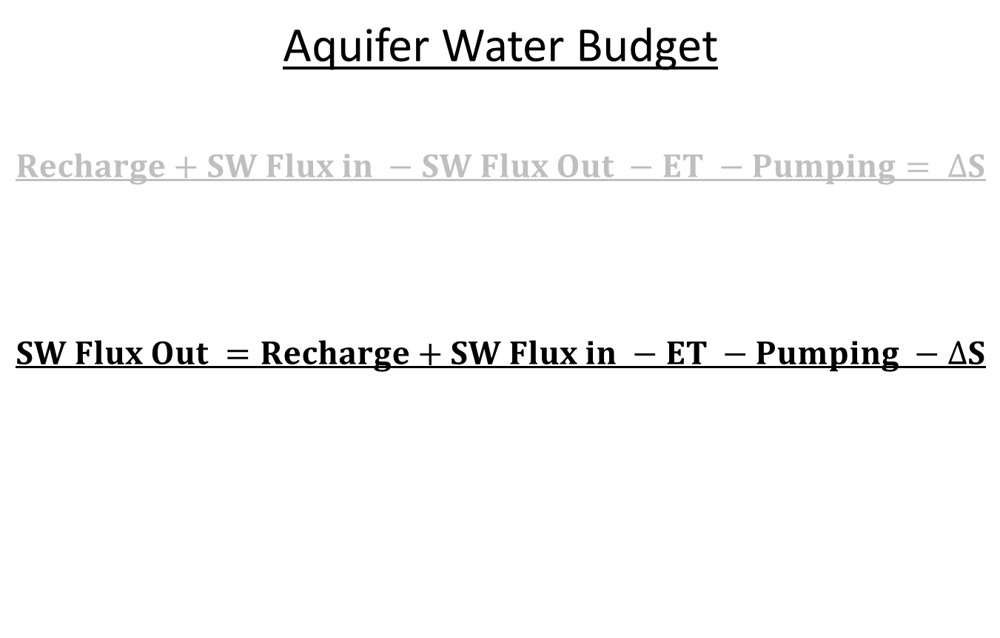 Aquifer Water Budget
Recharge + SW Flux in − SW Flux Out − ET − Pumping = ΔS
SW Flux Out = Recharge + SW Flux in − ET − Pumping − ΔS